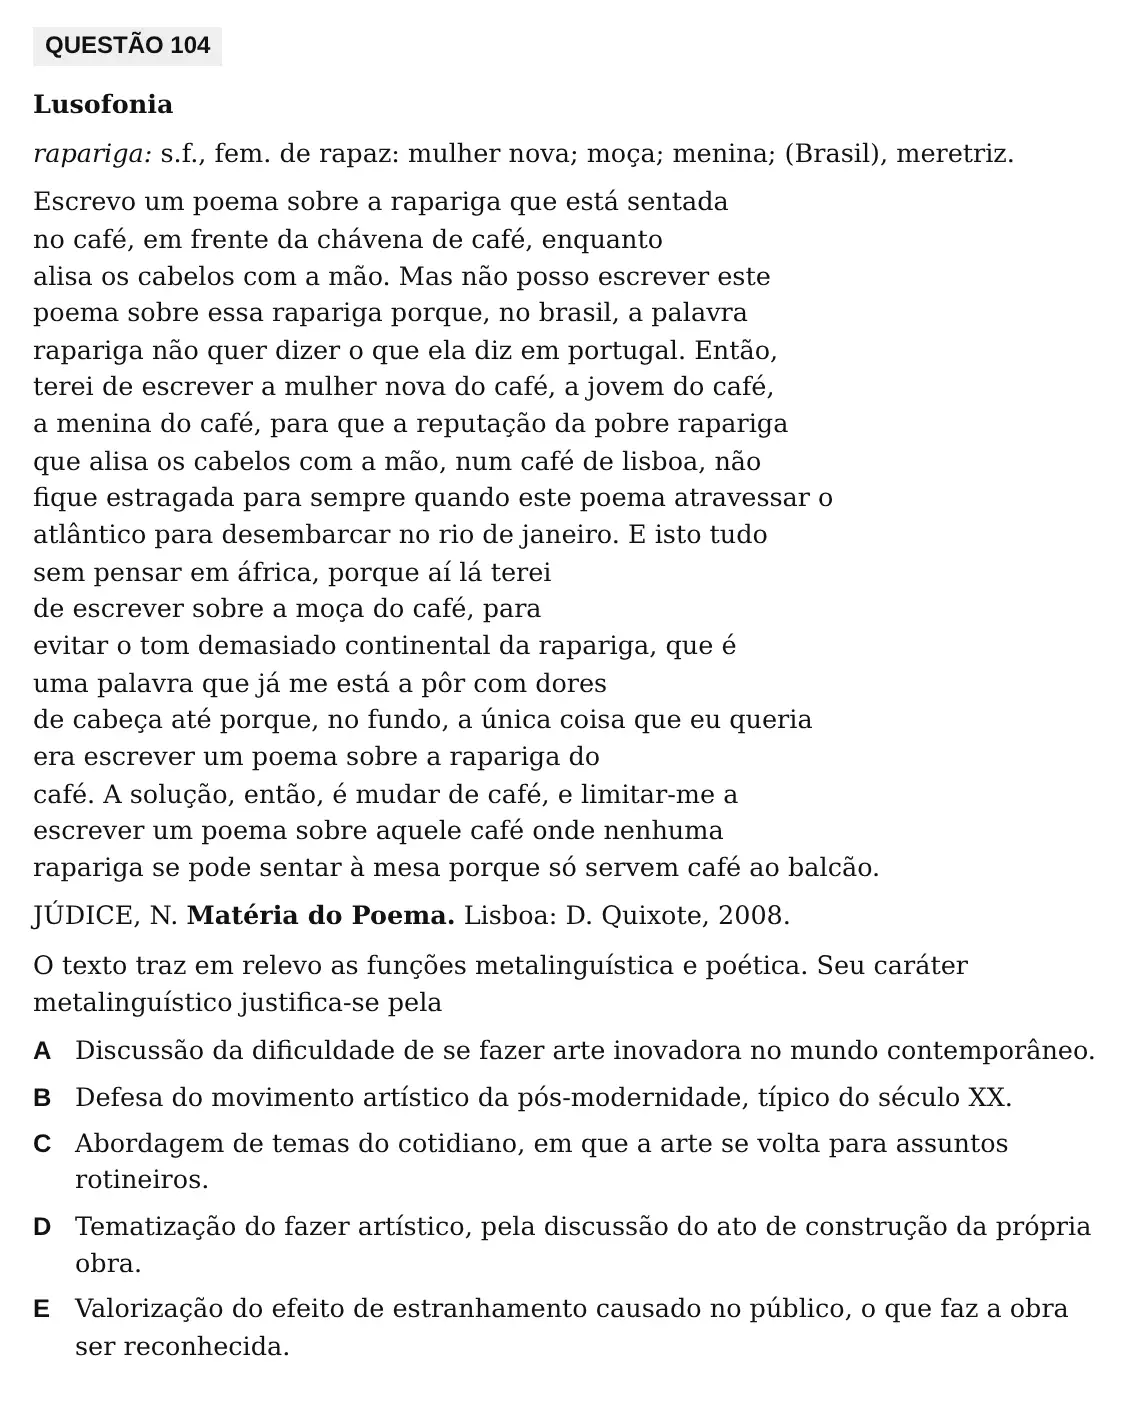 QUESTÃO 104
Lusofonia
rapariga: s.f., fem. de rapaz: mulher nova; moça; menina; (Brasil), meretriz.
Escrevo um poema sobre a rapariga que está sentada
no café, em frente da chávena de café, enquanto
alisa os cabelos com a mão. Mas não posso escrever este
poema sobre essa rapariga porque, no brasil, a palavra
rapariga não quer dizer o que ela diz em portugal. Então,
terei de escrever a mulher nova do café, a jovem do café,
a menina do café, para que a reputação da pobre rapariga
que alisa os cabelos com a mão, num café de lisboa, não
fique estragada para sempre quando este poema atravessar o
atlântico para desembarcar no rio de janeiro. E isto tudo
sem pensar em áfrica, porque aí lá terei
de escrever sobre a moça do café, para
evitar o tom demasiado continental da rapariga, que é
uma palavra que já me está a pôr com dores
de cabeça até porque, no fundo, a única coisa que eu queria
era escrever um poema sobre a rapariga do
café. A solução, então, é mudar de café, e limitar-me a
escrever um poema sobre aquele café onde nenhuma
rapariga se pode sentar à mesa porque só servem café ao balcão.
JÚDICE, N. Matéria do Poema. Lisboa: D. Quixote, 2008.
O texto traz em relevo as funções metalinguística e poética. Seu caráter
metalinguístico justifica-se pela
A Discussão da dificuldade de se fazer arte inovadora no mundo contemporâneo.
B Defesa do movimento artístico da pós-modernidade, típico do século XX.
C Abordagem de temas do cotidiano, em que a arte se volta para assuntos
rotineiros.
D Tematização do fazer artístico, pela discussão do ato de construção da própria
obra.
E Valorização do efeito de estranhamento causado no público, o que faz a obra
ser reconhecida.